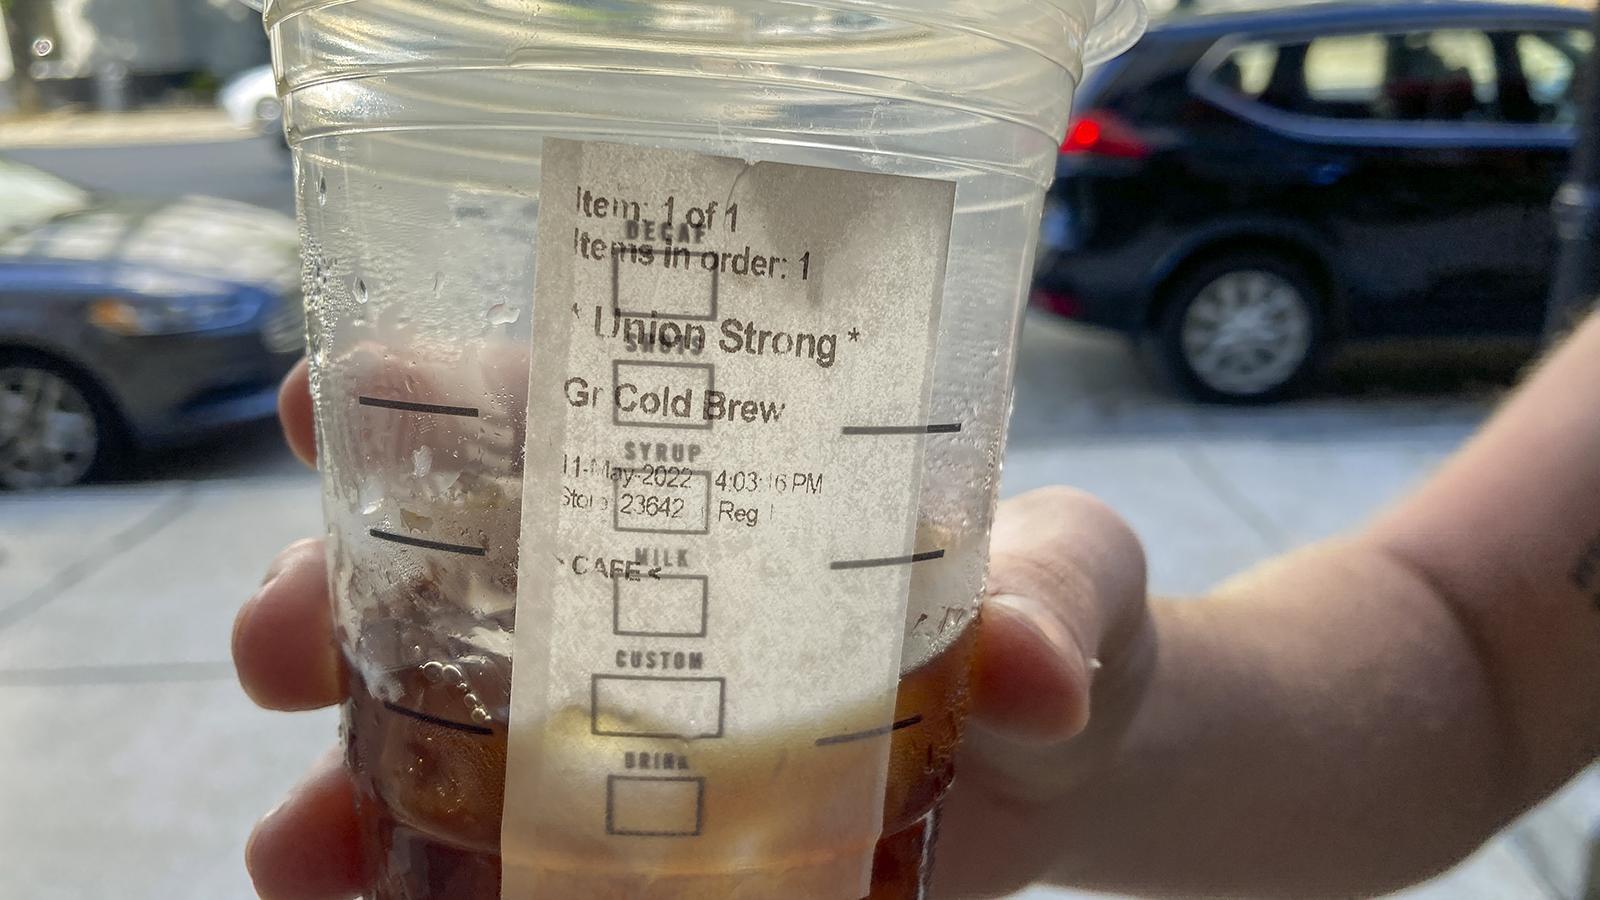 Item: 1 of 1
DECAF
Items in order: 1
* Union Strong *
SHOTS
Gr Cold Brew
SYRUP
11-May-2022 4:03:16 PM
Store 23642 Reg 1
MILK
> CAFE <
CUSTOM
DRINK